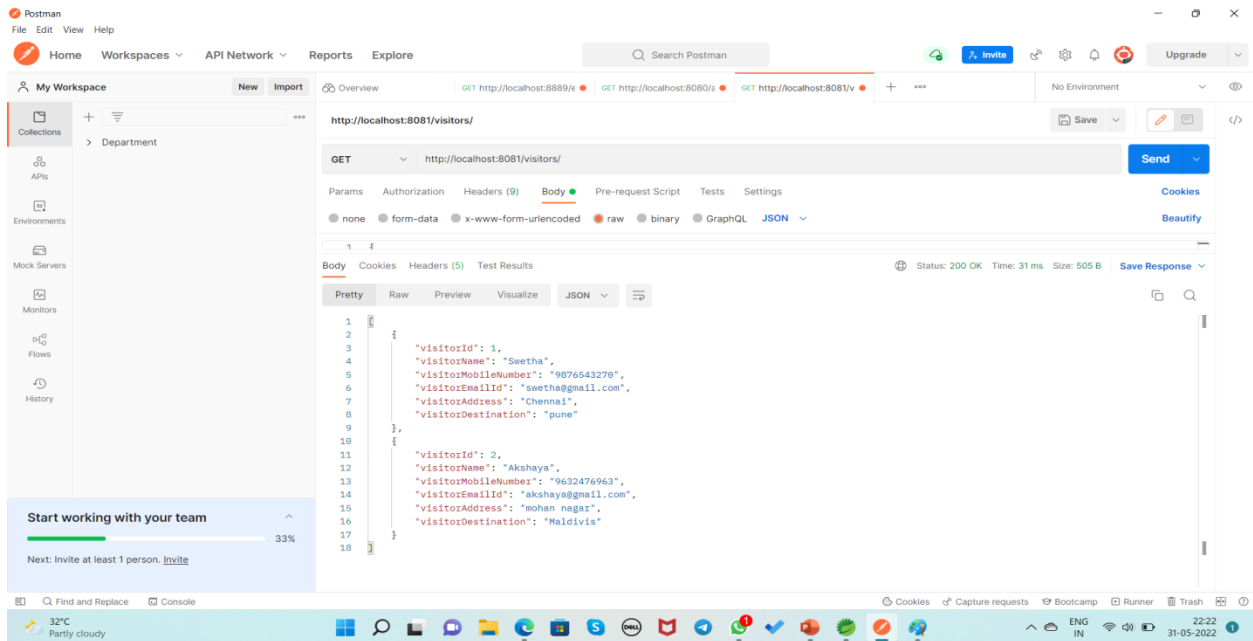 Postman
File Edit View Help
Home Workspaces API Network Reports Explore Search Postman Invite Upgrade
My Workspace New Import Overview GET http://localhost:8889/e GET http://localhost:8080/a GET http://localhost:8081/v No Environment
Collections
Department
APIs
Environments
Mock Servers
Monitors
Flows
History
http://localhost:8081/visitors/ Save
GET http://localhost:8081/visitors/ Send
Params Authorization Headers (9) Body Pre-request Script Tests Settings Cookies
none form-data x-www-form-urlencoded raw binary GraphQL JSON Beautify
1 {
Body Cookies Headers (5) Test Results Status: 200 OK Time: 31 ms Size: 505 B Save Response
Pretty Raw Preview Visualize JSON
1 [
2 {
3 "visitorId": 1,
4 "visitorName": "Swetha",
5 "visitorMobileNumber": "9876543270",
6 "visitorEmailId": "swetha@gmail.com",
7 "visitorAddress": "Chennai",
8 "visitorDestination": "pune"
9 },
10 {
11 "visitorId": 2,
12 "visitorName": "Akshaya",
13 "visitorMobileNumber": "9632476963",
14 "visitorEmailId": "akshaya@gmail.com",
15 "visitorAddress": "mohan nagar",
16 "visitorDestination": "Maldivis"
17 }
18 ]
Start working with your team
33%
Next: Invite at least 1 person. Invite
Find and Replace Console Cookies Capture requests Bootcamp Runner Trash
32°C
Partly cloudy
DELL
ENG
IN
22:22
31-05-2022
1